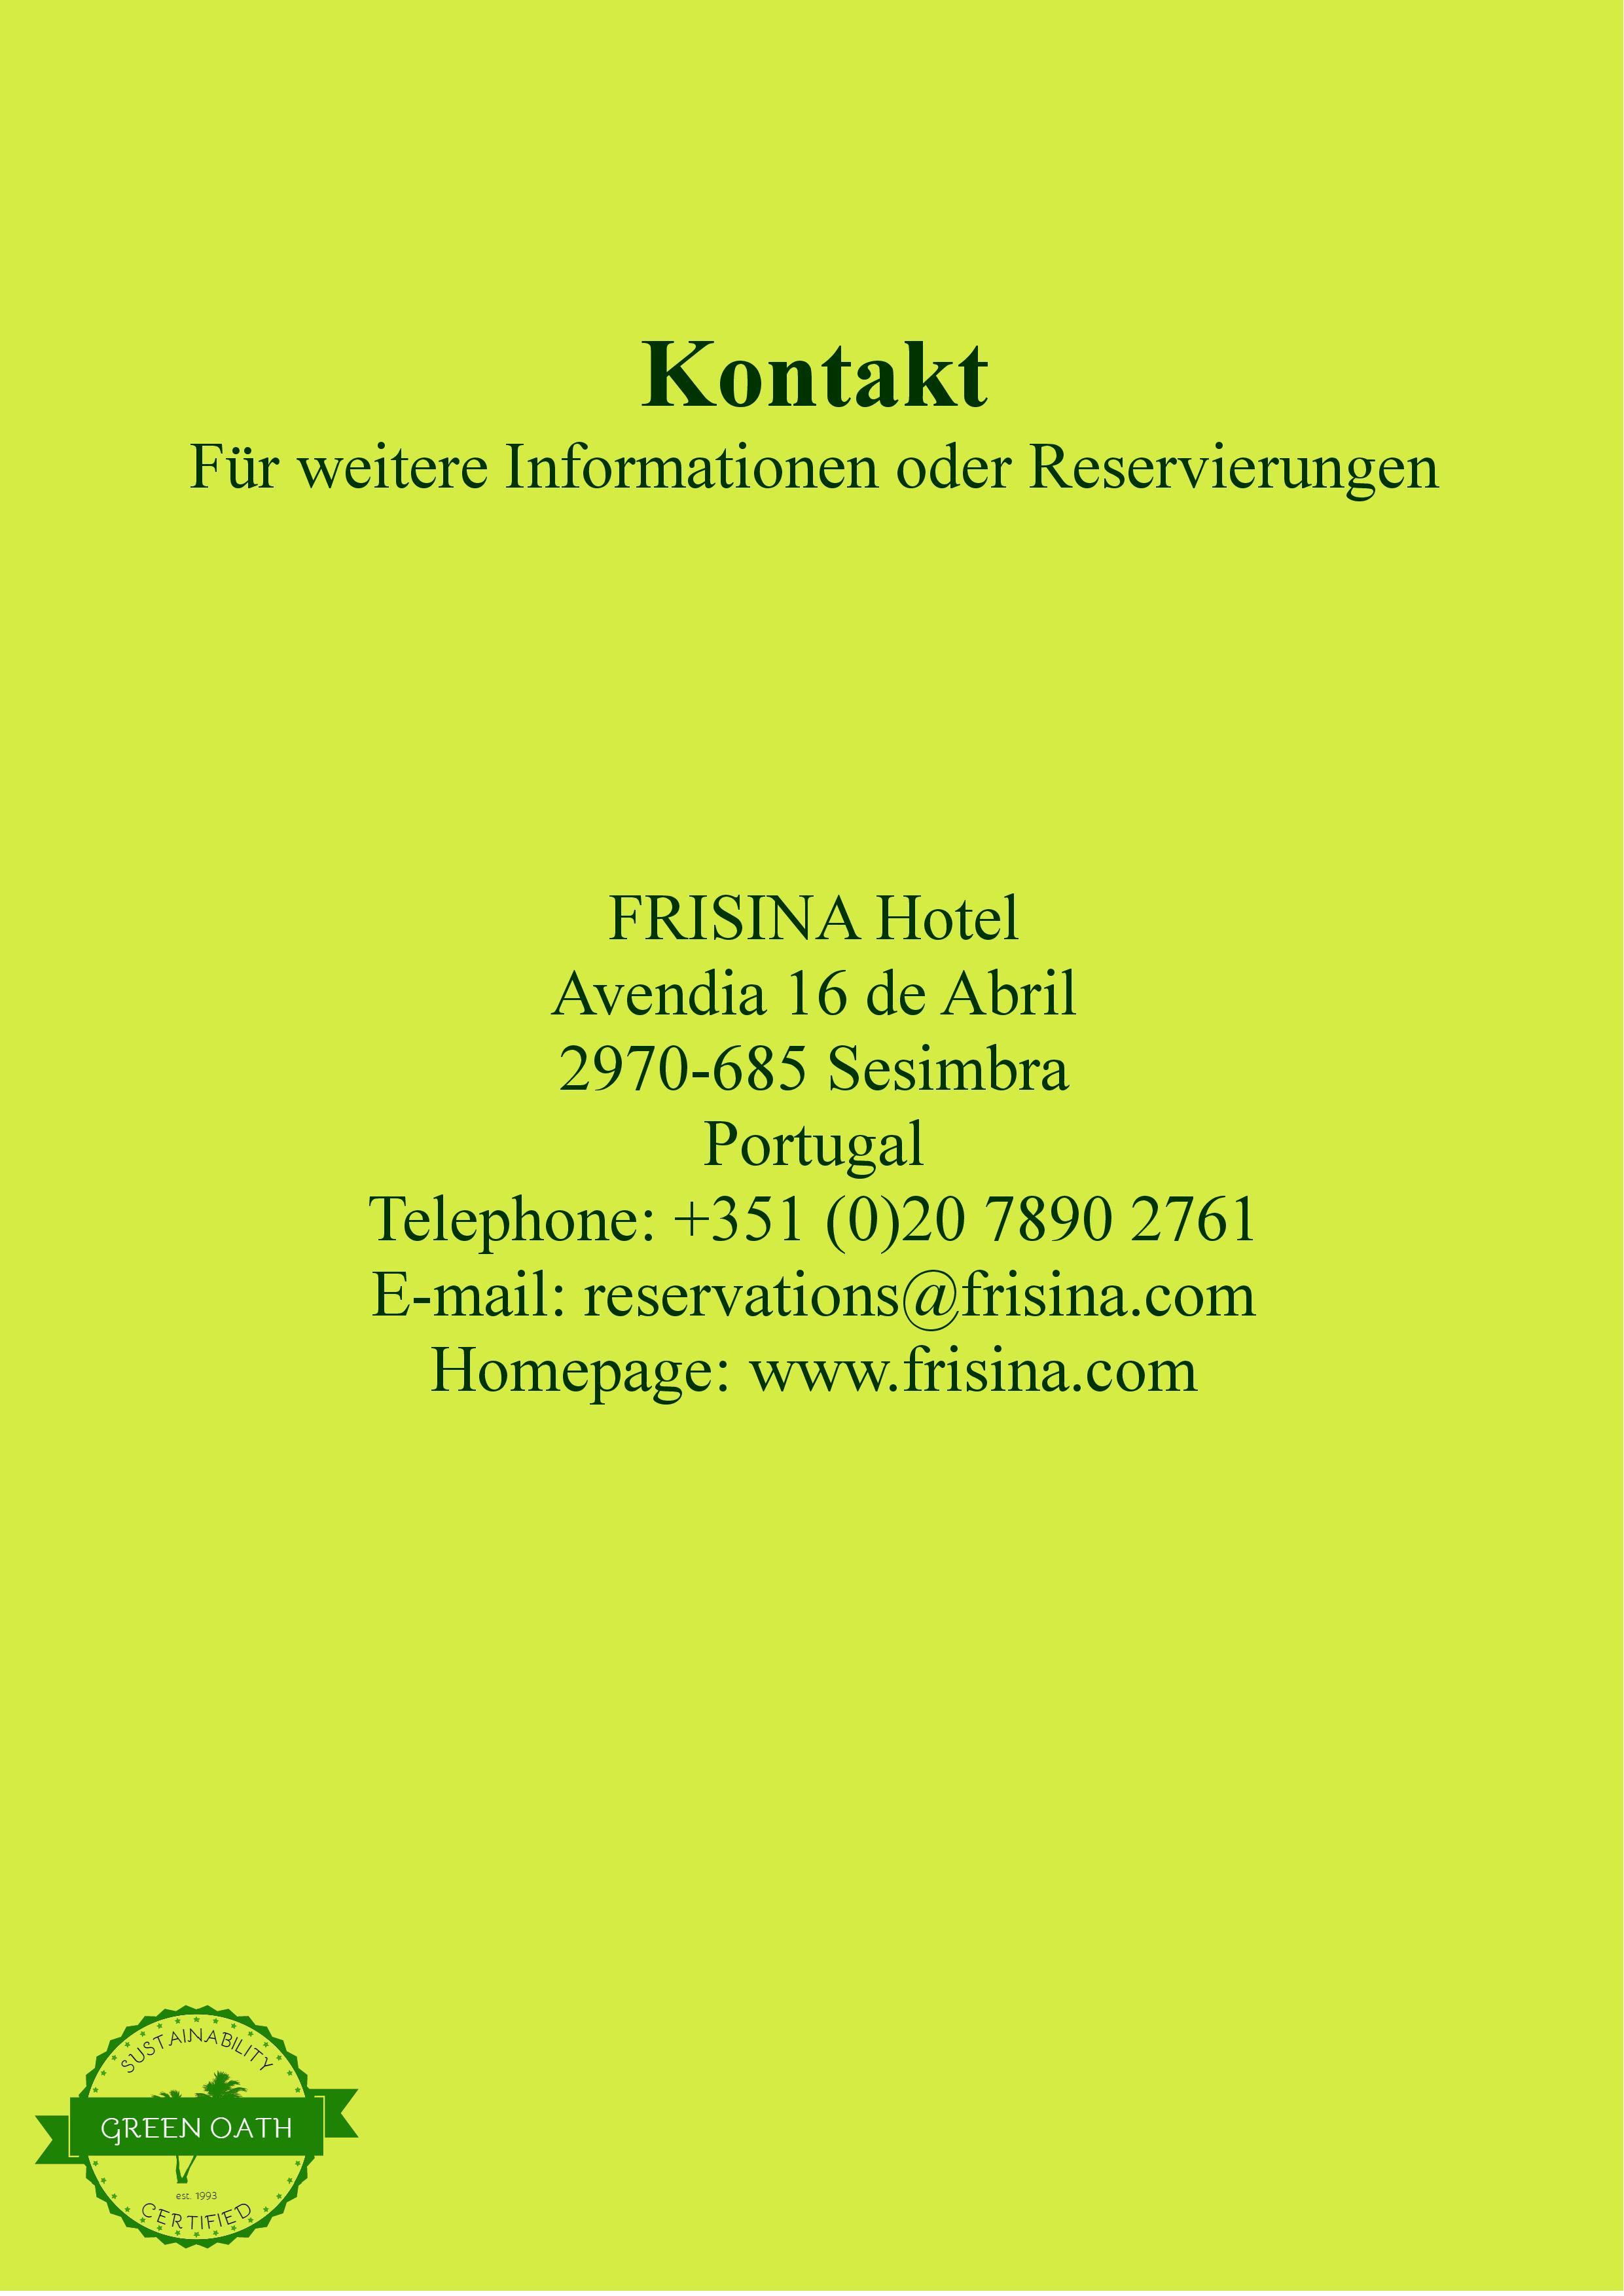 Kontakt
Für weitere Informationen oder Reservierungen
FRISINA Hotel
Avendia 16 de Abril
2970-685 Sesimbra
Portugal
Telephone: +351 (0)20 7890 2761
E-mail: reservations@frisina.com
Homepage: www.frisina.com
SUSTAINABILITY
GREEN OATH
est. 1993
CERTIFIED